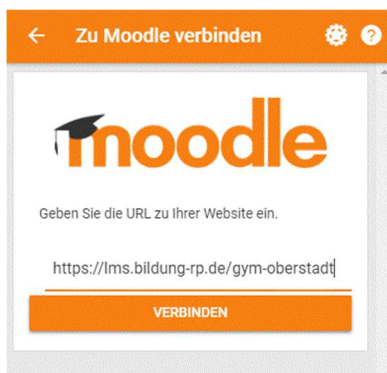 Zu Moodle verbinden
moodle
Geben Sie die URL zu Ihrer Website ein.
https://lms.bildung-rp.de/gym-oberstadt
VERBINDEN